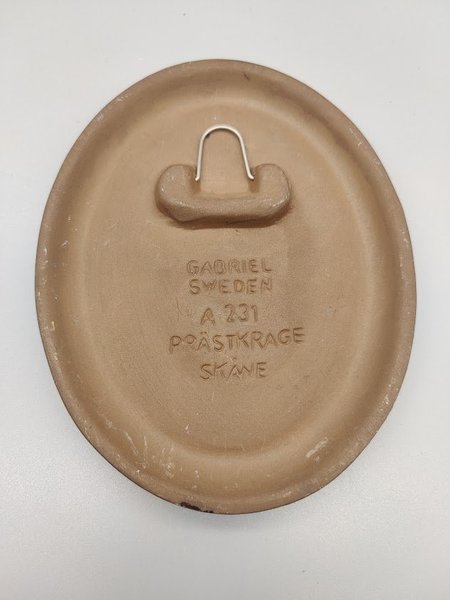 GABRIEL
SWEDEN
A 231
PRÄSTKRAGE
SKÅNE